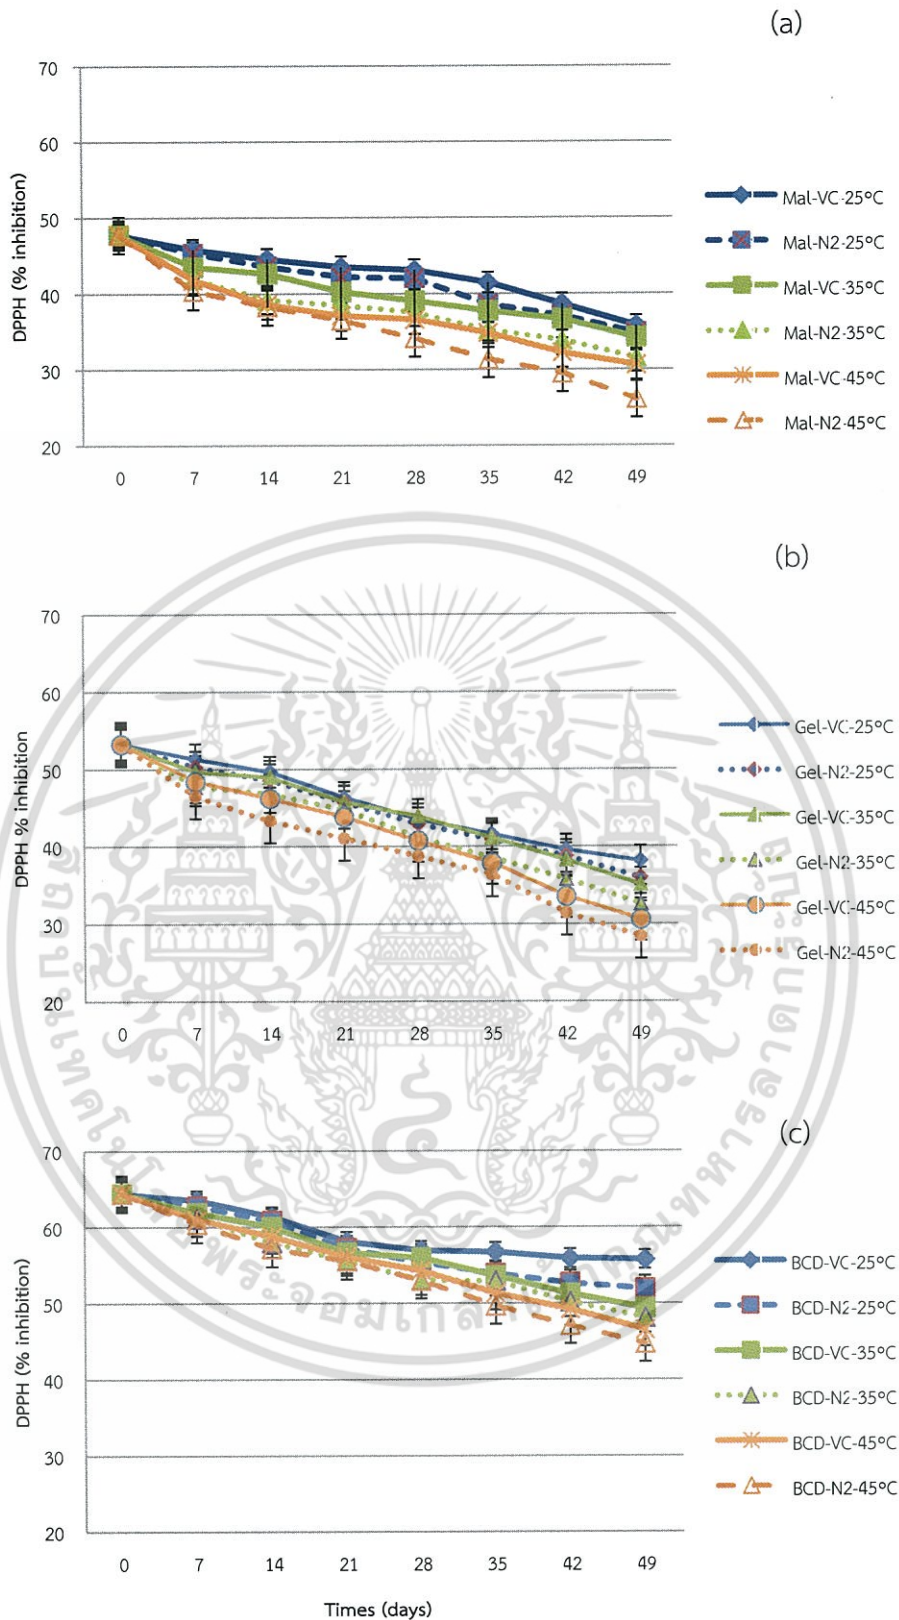 (a)
70
60
50
40
30
20
DPPH (% inhibition)
0 7 14 21 28 35 42 49
Mal-VC-25°C
Mal-N2-25°C
Mal-VC-35°C
Mal-N2-35°C
Mal-VC-45°C
Mal-N2-45°C
(b)
70
60
50
40
30
20
DPPH % inhibition
0 7 14 21 28 35 42 49
Gel-VC-25°C
Gel-N2-25°C
Gel-VC-35°C
Gel-N2-35°C
Gel-VC-45°C
Gel-N2-45°C
(c)
70
60
50
40
30
20
DPPH (% inhibition)
0 7 14 21 28 35 42 49
Times (days)
BCD-VC-25°C
BCD-N2-25°C
BCD-VC-35°C
BCD-N2-35°C
BCD-VC-45°C
BCD-N2-45°C